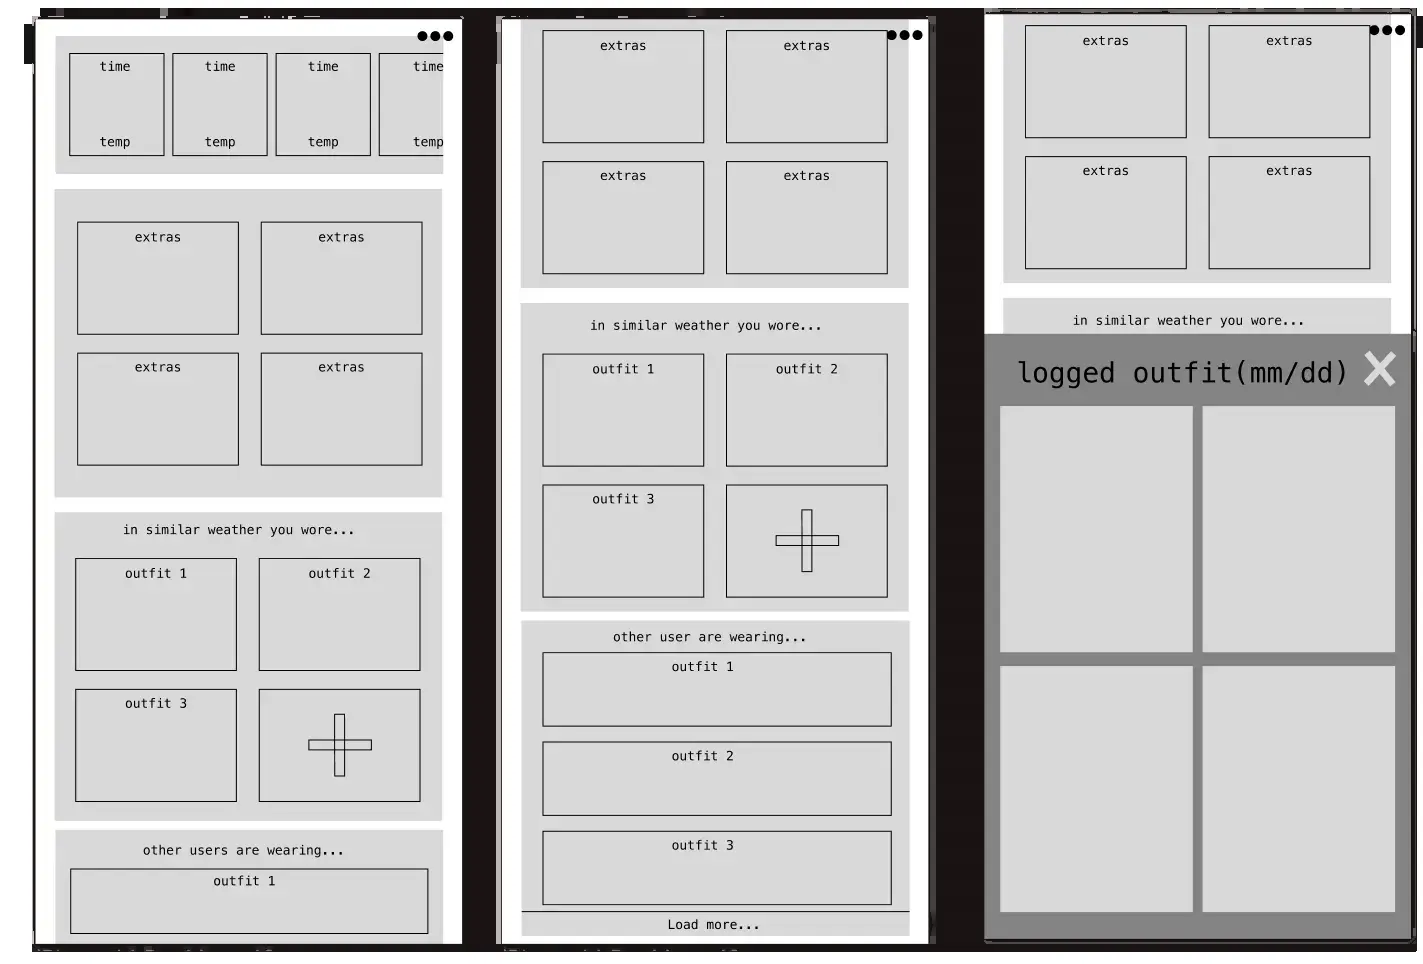 time time time time
temp temp temp temp
extras extras
extras extras
in similar weather you wore...
outfit 1 outfit 2
outfit 3
other users are wearing...
outfit 1
extras extras
extras extras
in similar weather you wore...
outfit 1 outfit 2
outfit 3
other user are wearing...
outfit 1
outfit 2
outfit 3
Load more...
extras extras
extras extras
in similar weather you wore...
logged outfit(mm/dd)